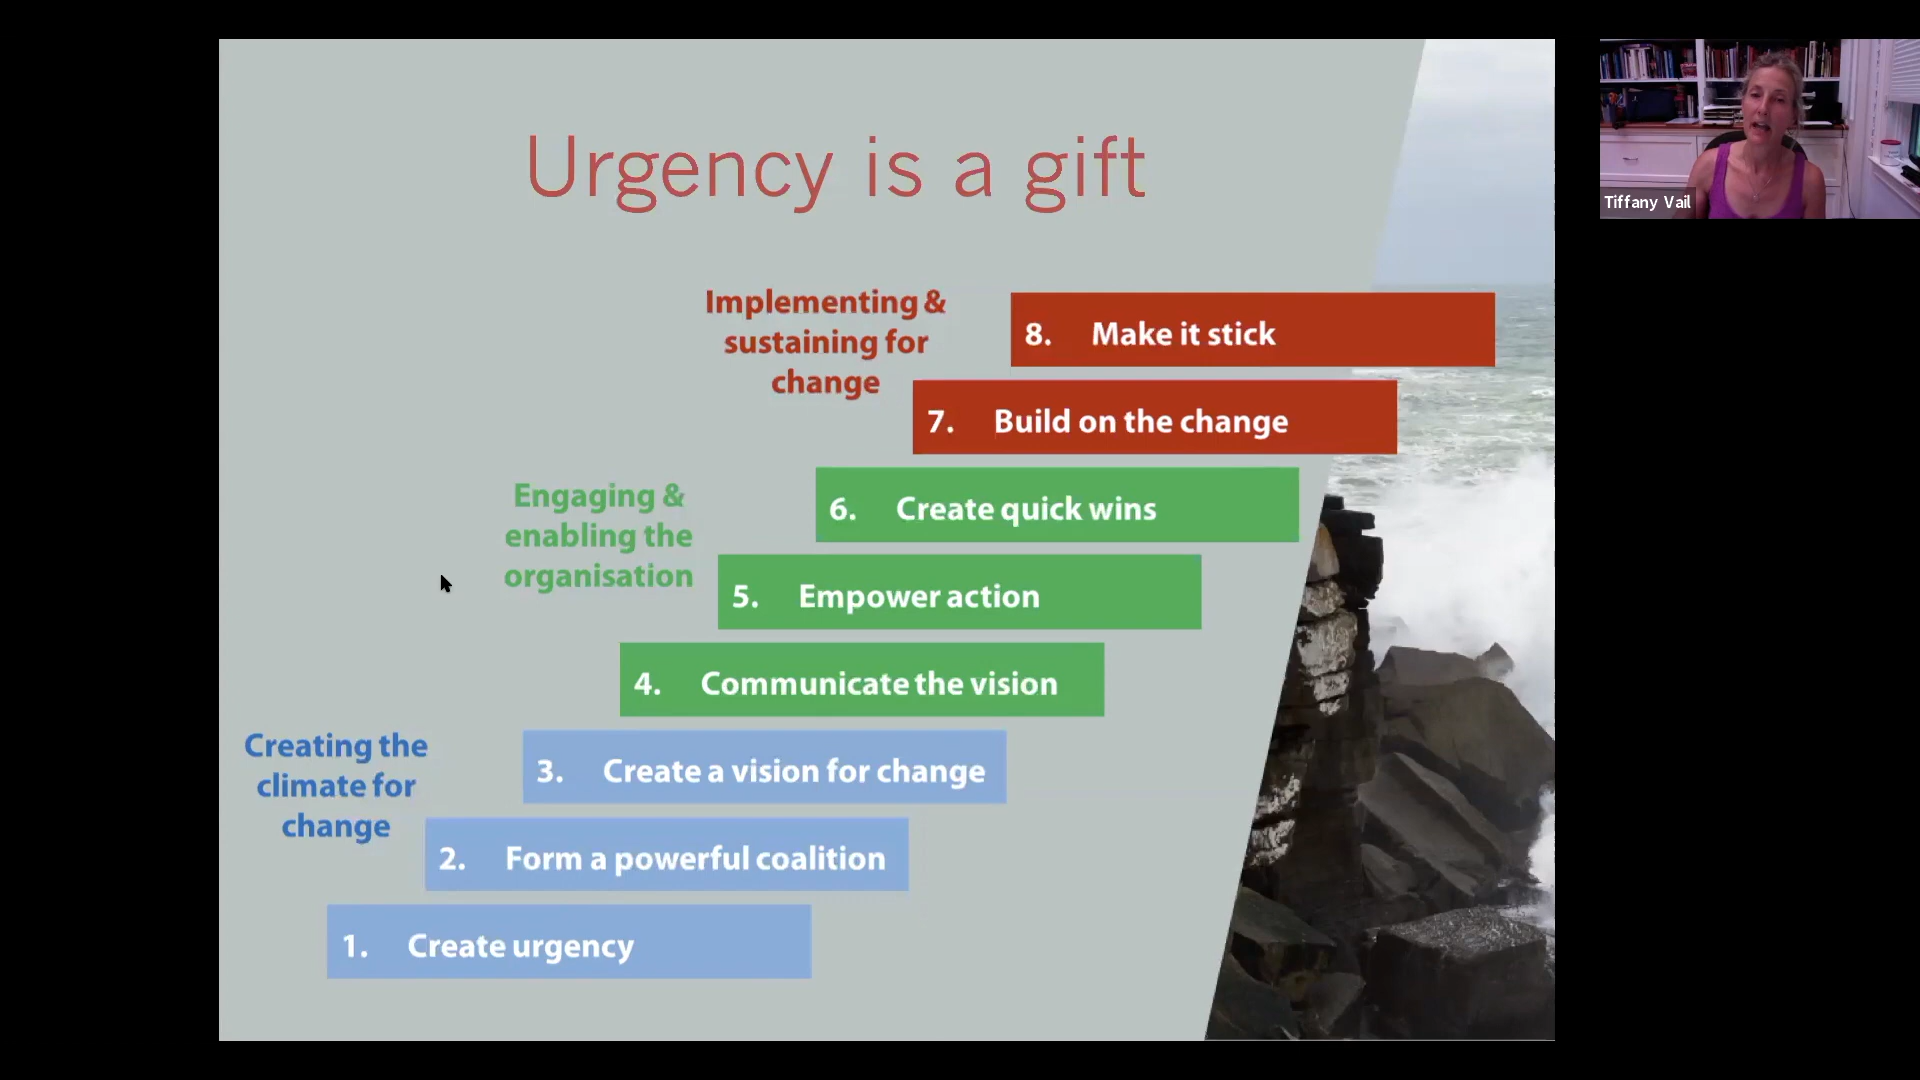 Urgency is a gift
Implementing &
sustaining for
change
8. Make it stick
7. Build on the change
Engaging &
enabling the
organisation
6. Create quick wins
5. Empower action
4. Communicate the vision
Creating the
climate for
change
3. Create a vision for change
2. Form a powerful coalition
1. Create urgency
Tiffany Vail